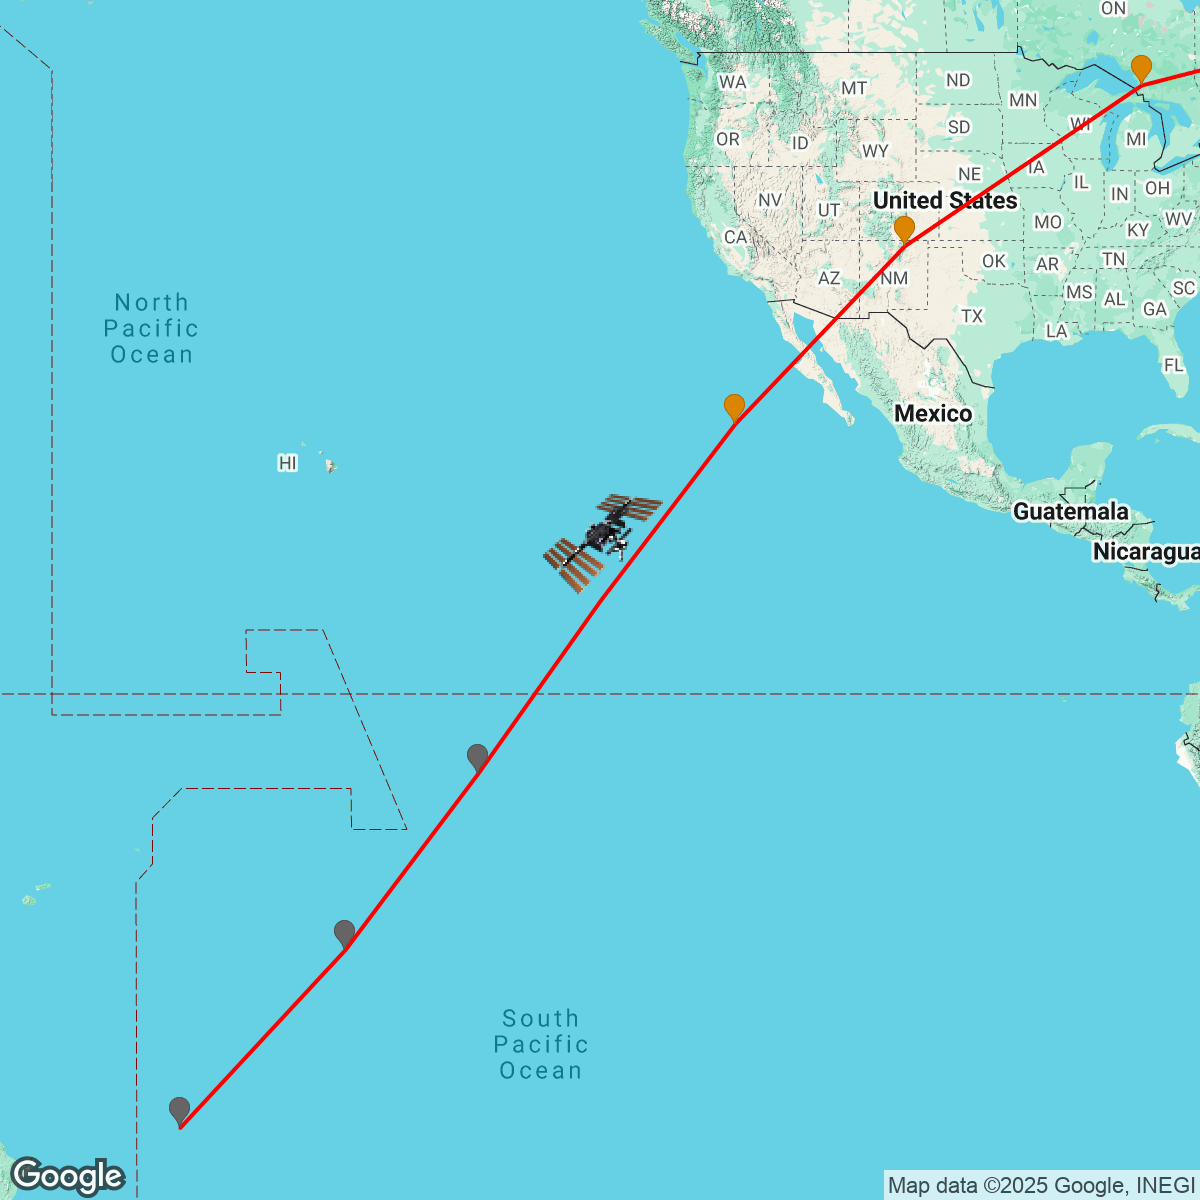 ON
WA
MT
ND
MN
OR
ID
SD
WI
MI
WY
NE
IA
NV
UT
United States
IL
IN
OH
CA
MO
KY
WV
AZ
NM
OK
AR
TN
MS
AL
SC
GA
TX
LA
FL
North
Pacific
Ocean
HI
Mexico
Guatemala
Nicaragua
South
Pacific
Ocean
Google
Map data ©2025 Google, INEGI